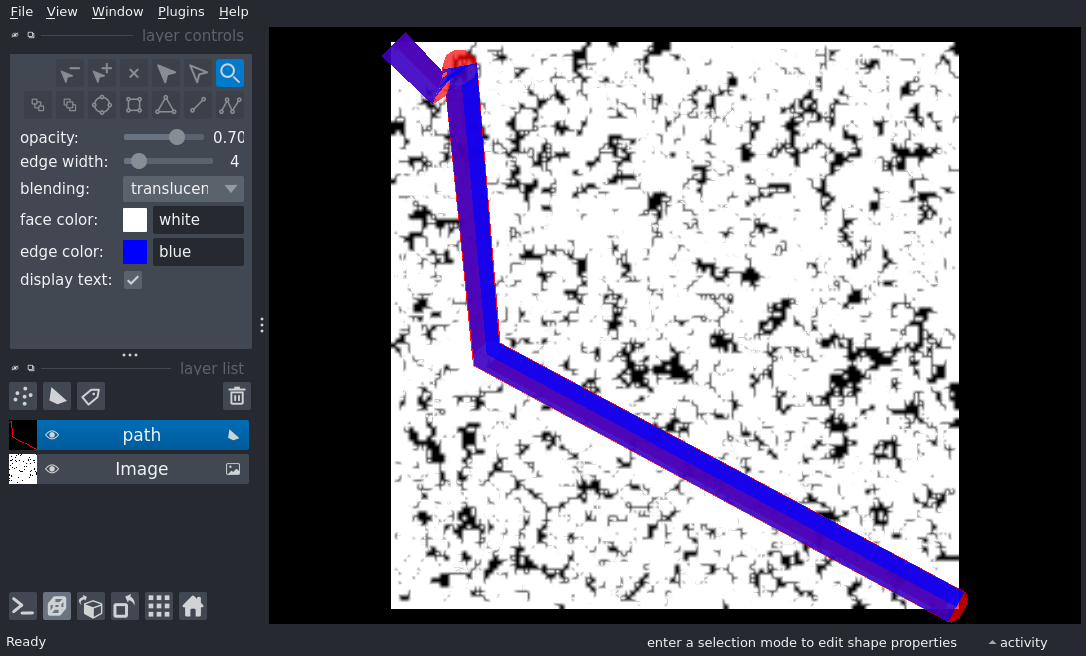 File View Window Plugins Help
layer controls
opacity: 0.70
edge width: 4
blending: translucen
face color: white
edge color: blue
display text:
layer list
path
Image
Ready
enter a selection mode to edit shape properties
activity